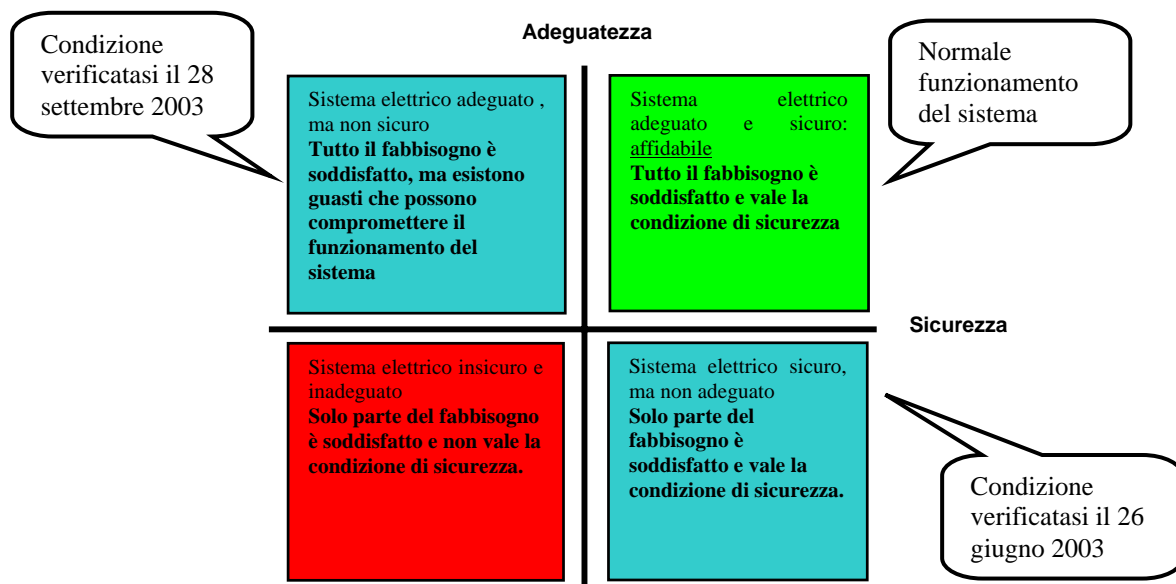 Adeguatezza
Condizione
verificatasi il 28
settembre 2003
Sistema elettrico adeguato ,
ma non sicuro
Tutto il fabbisogno è
soddisfatto, ma esistono
guasti che possono
compromettere il
funzionamento del
sistema
Sistema elettrico
adeguato e sicuro:
affidabile
Tutto il fabbisogno è
soddisfatto e vale la
condizione di sicurezza
Normale
funzionamento
del sistema
Sicurezza
Sistema elettrico insicuro e
inadeguato
Solo parte del fabbisogno
è soddisfatto e non vale la
condizione di sicurezza.
Sistema elettrico sicuro,
ma non adeguato
Solo parte del
fabbisogno è
soddisfatto e vale la
condizione di sicurezza.
Condizione
verificatasi il 26
giugno 2003